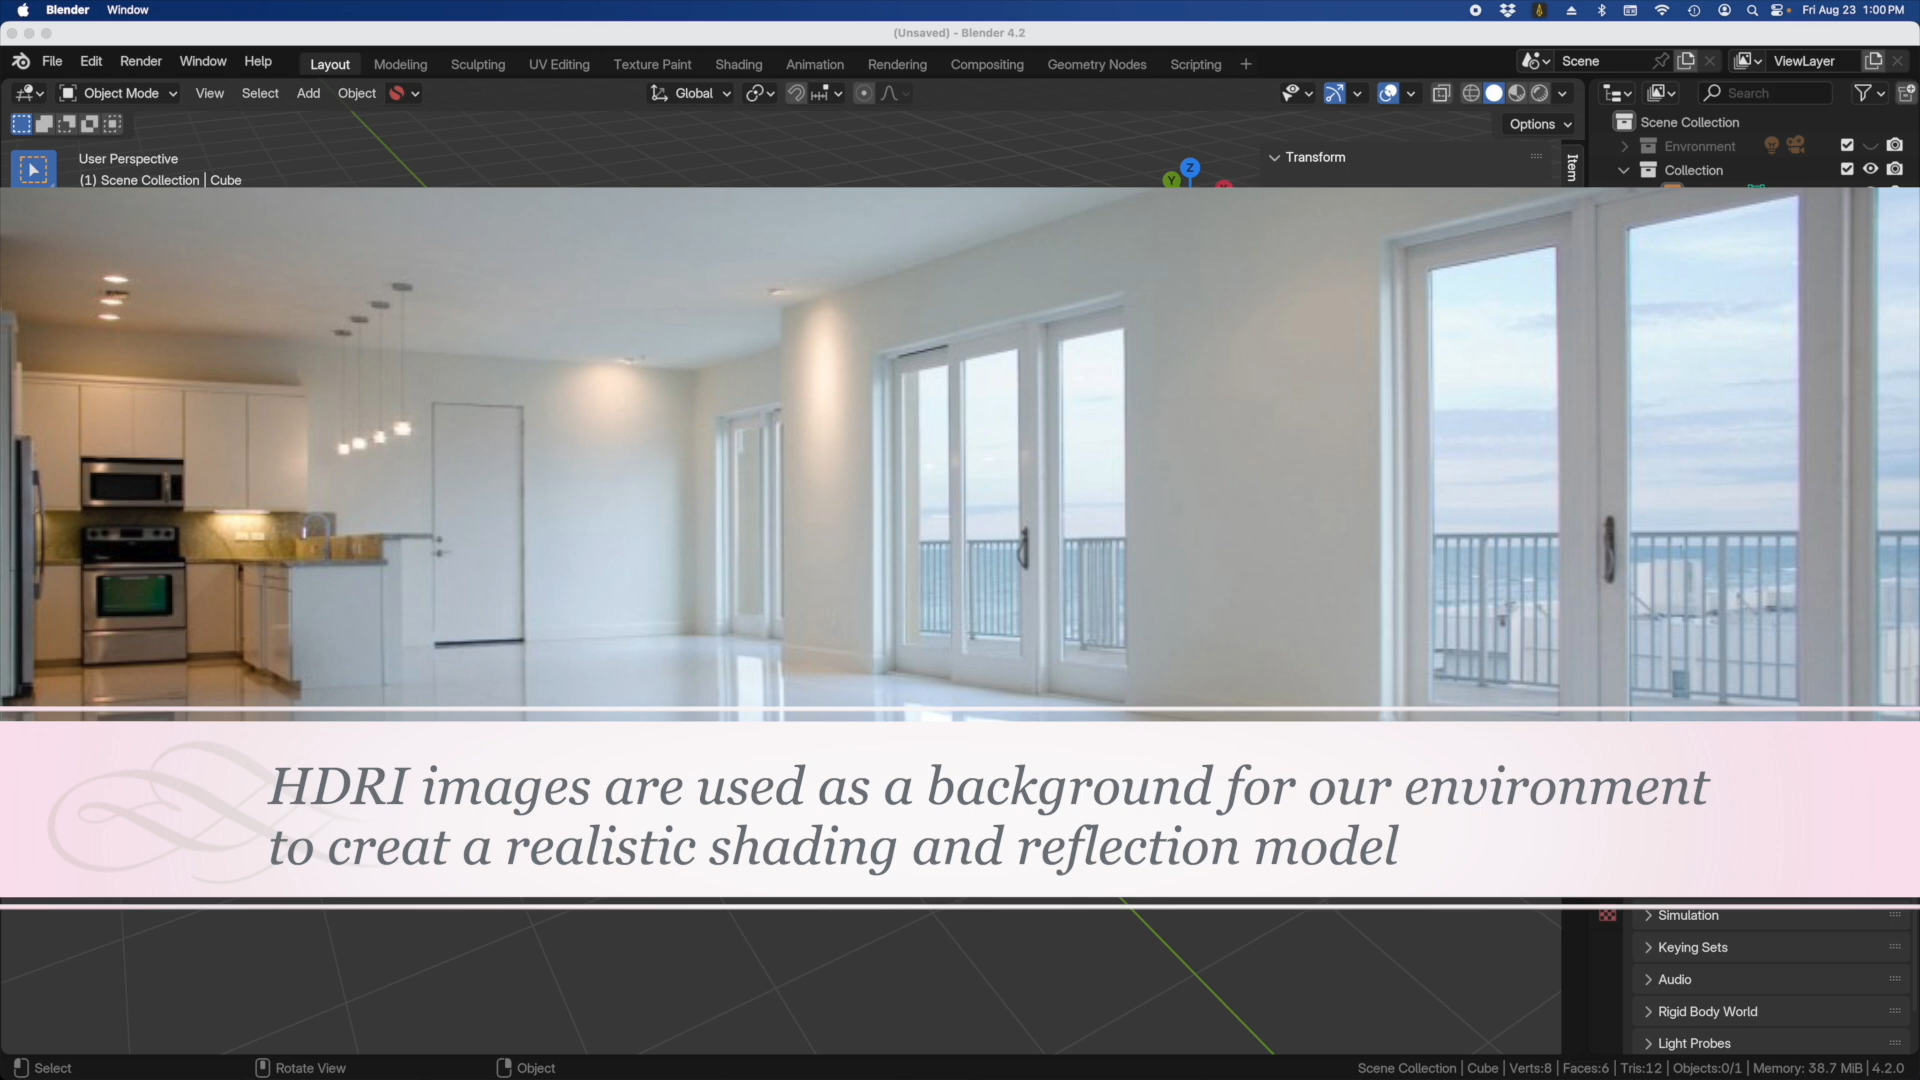 Blender Window
Fri Aug 23 1:00 PM
(Unsaved) - Blender 4.2
File Edit Render Window Help Layout Modeling Sculpting UV Editing Texture Paint Shading Animation Rendering Compositing Geometry Nodes Scripting +
Scene
ViewLayer
Object Mode View Select Add Object Global
Search
Options
Scene Collection
Envronment
Collection
User Perspective
(1) Scene Collection | Cube
Transform
Item
Z
Y
HDRI images are used as a background for our environment
to creat a realistic shading and reflection model
Simulation
Keying Sets
Audio
Rigid Body World
Light Probes
Select Rotate View Object
Scene Collection | Cube | Verts:8 | Faces:6 | Tris:12 | Objects:0/1 | Memory: 38.7 MiB | 4.2.0